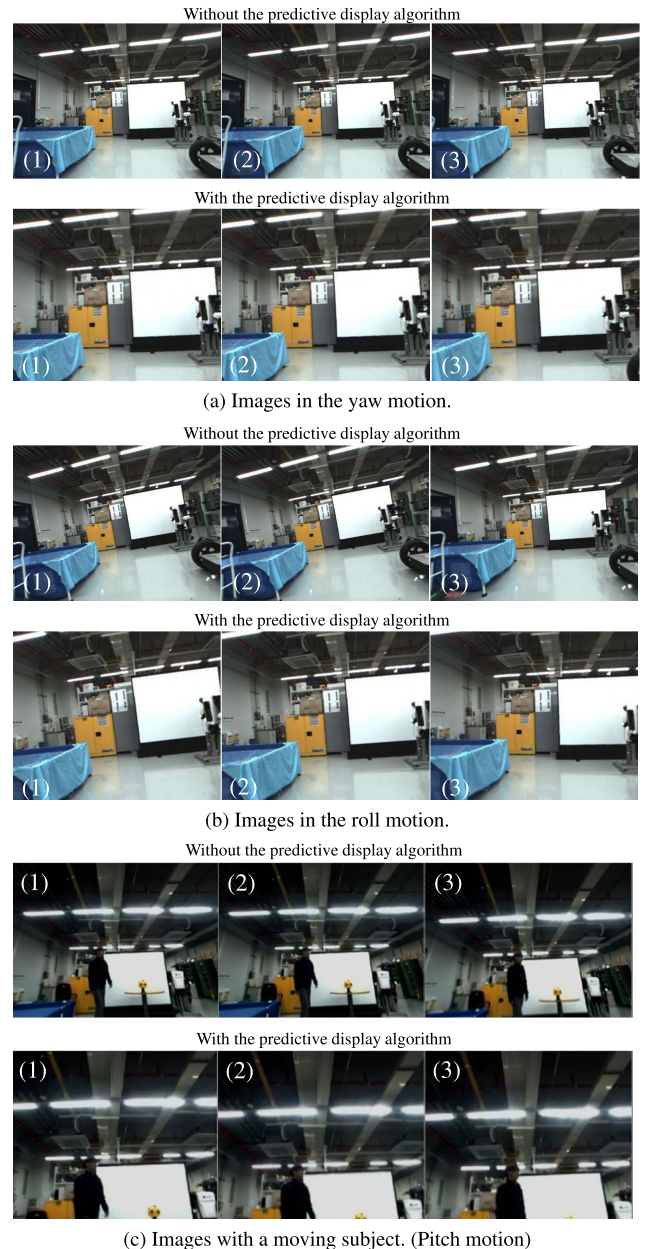 Without the predictive display algorithm
(1) (2) (3)
With the predictive display algorithm
(1) (2) (3)
(a) Images in the yaw motion.
Without the predictive display algorithm
(1) (2) (3)
With the predictive display algorithm
(1) (2) (3)
(b) Images in the roll motion.
Without the predictive display algorithm
(1) (2) (3)
With the predictive display algorithm
(1) (2) (3)
(c) Images with a moving subject. (Pitch motion)